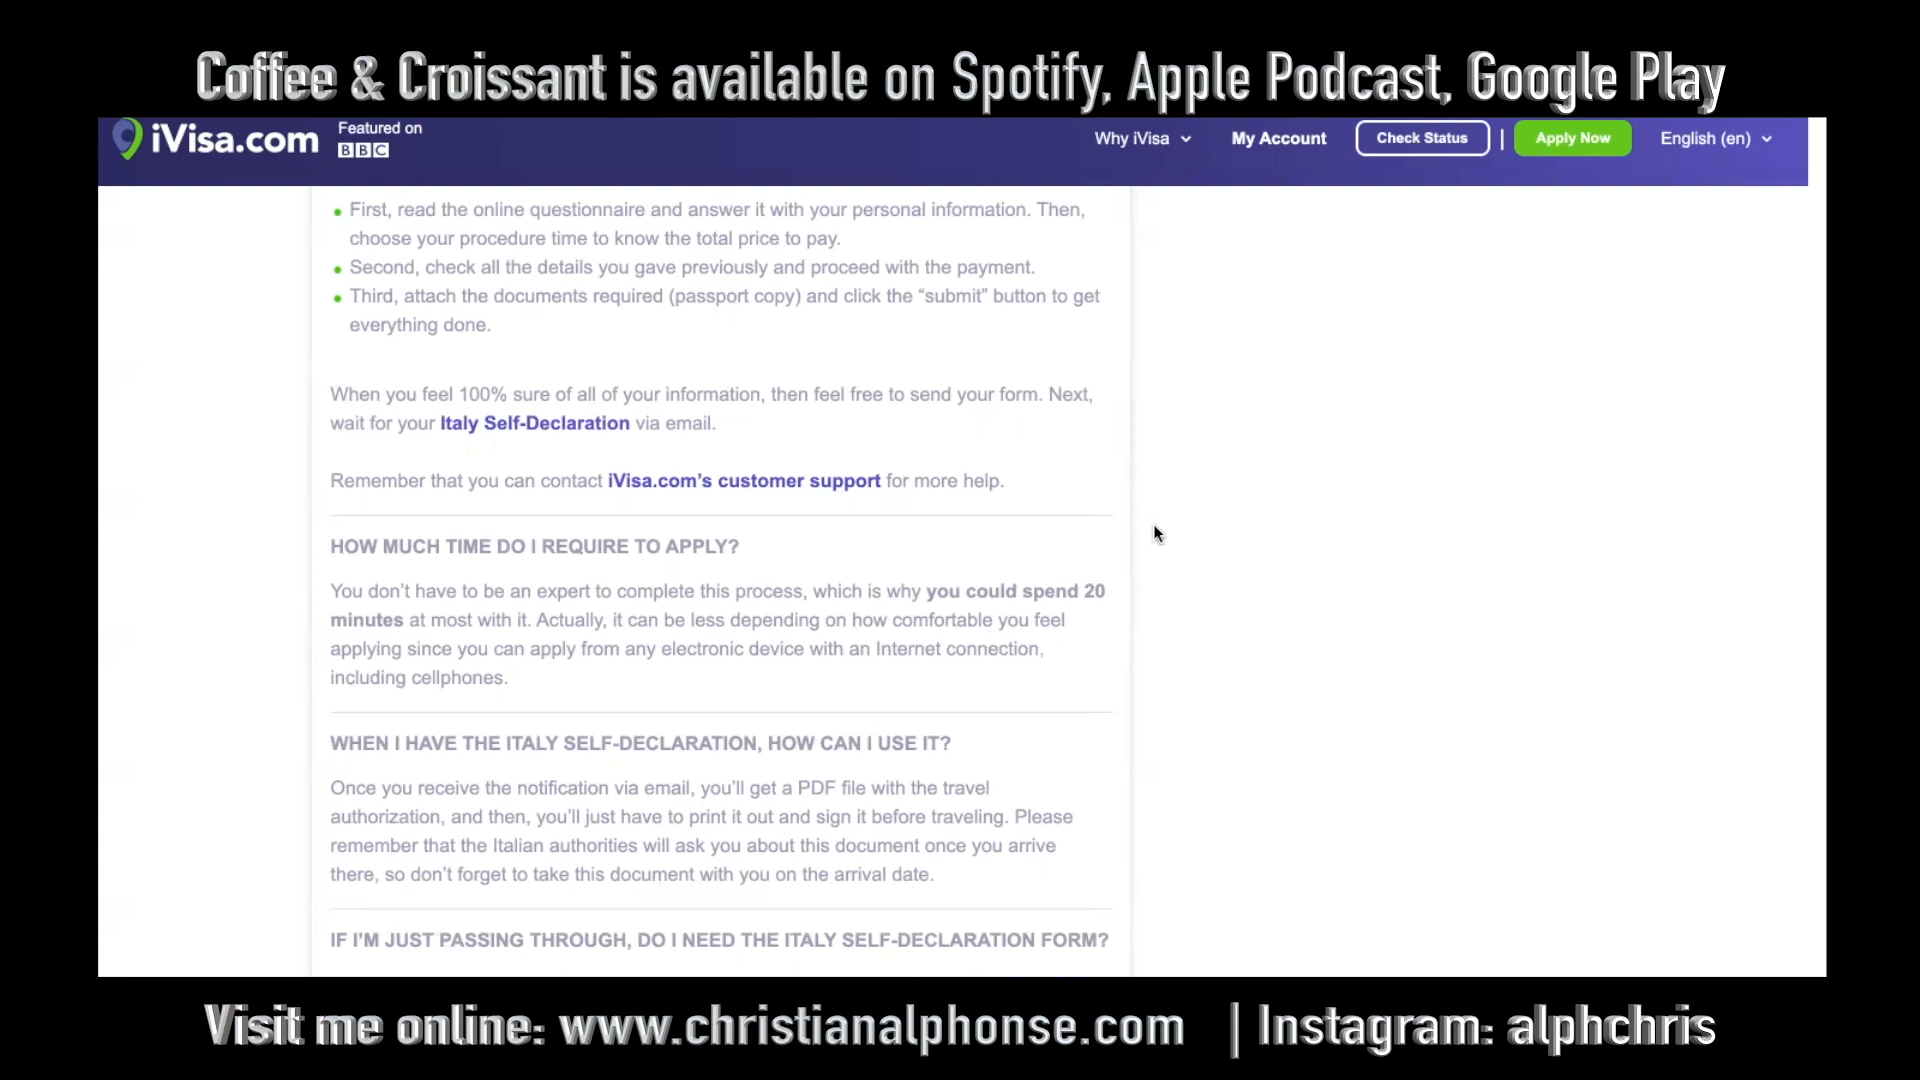 Coffee & Croissant is available on Spotify, Apple Podcast, Google Play
iVisa.com
Featured on
BBC
Why iVisa
My Account
Check Status
|
Apply Now
English (en)
First, read the online questionnaire and answer it with your personal information. Then,
choose your procedure time to know the total price to pay.
Second, check all the details you gave previously and proceed with the payment.
Third, attach the documents required (passport copy) and click the “submit” button to get
everything done.
When you feel 100% sure of all of your information, then feel free to send your form. Next,
wait for your Italy Self-Declaration via email.
Remember that you can contact iVisa.com’s customer support for more help.
HOW MUCH TIME DO I REQUIRE TO APPLY?
You don’t have to be an expert to complete this process, which is why you could spend 20
minutes at most with it. Actually, it can be less depending on how comfortable you feel
applying since you can apply from any electronic device with an Internet connection,
including cellphones.
WHEN I HAVE THE ITALY SELF-DECLARATION, HOW CAN I USE IT?
Once you receive the notification via email, you’ll get a PDF file with the travel
authorization, and then, you’ll just have to print it out and sign it before traveling. Please
remember that the Italian authorities will ask you about this document once you arrive
there, so don’t forget to take this document with you on the arrival date.
IF I’M JUST PASSING THROUGH, DO I NEED THE ITALY SELF-DECLARATION FORM?
Visit me online: www.christianalphonse.com | Instagram: alphchris